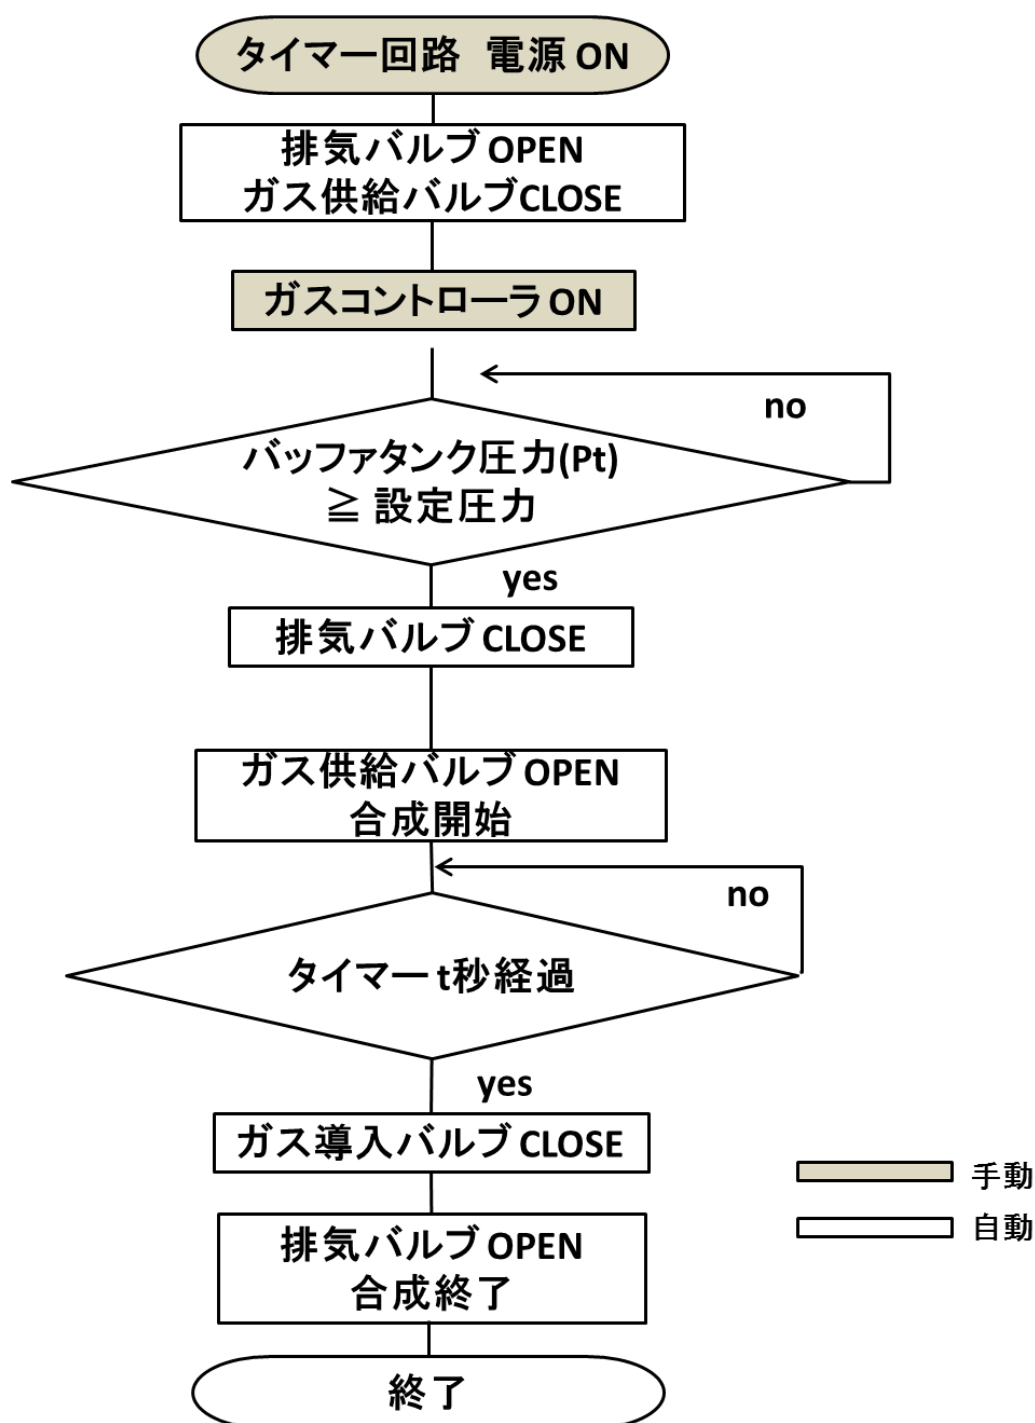 タイマー回路 電源 ON
排気バルブ OPEN
ガス供給バルブCLOSE
ガスコントローラ ON
no
バッファタンク圧力(Pt)
≧ 設定圧力
yes
排気バルブ CLOSE
ガス供給バルブ OPEN
合成開始
no
タイマー t秒経過
yes
ガス導入バルブ CLOSE
手動
自動
排気バルブ OPEN
合成終了
終了